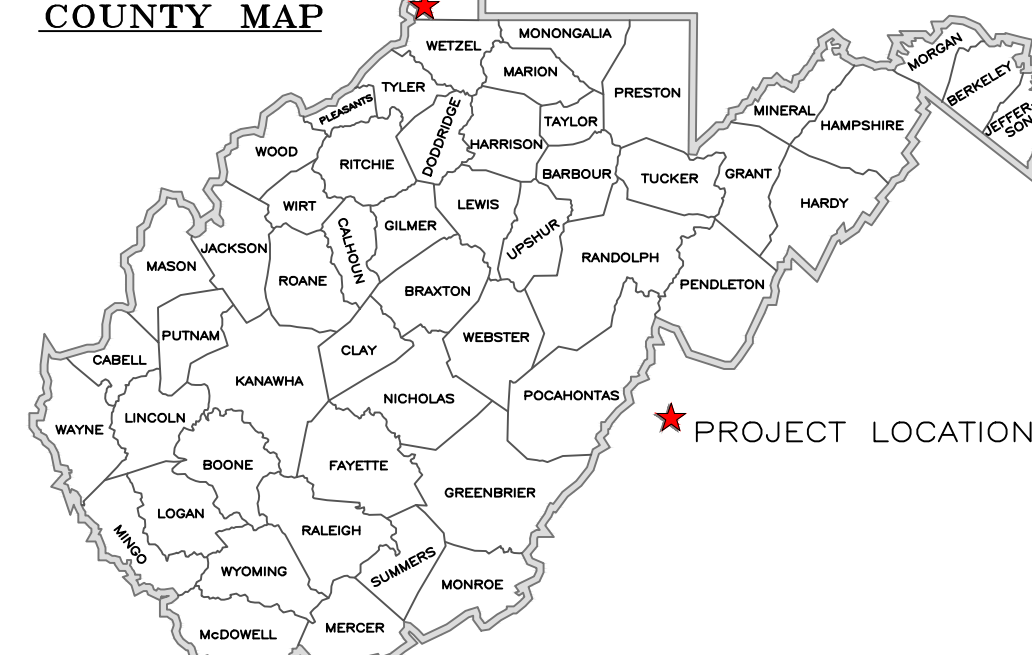 COUNTY MAP
WETZEL
MONONGALIA
MARION
PRESTON
TYLER
PLEASANTS
DODDRIDGE
HARRISON
TAYLOR
MINERAL
HAMPSHIRE
MORGAN
BERKELEY
JEFFER-
SON
WOOD
RITCHIE
BARBOUR
TUCKER
GRANT
HARDY
WIRT
CALHOUN
GILMER
LEWIS
UPSHUR
RANDOLPH
JACKSON
MASON
ROANE
BRAXTON
PENDLETON
PUTNAM
CLAY
WEBSTER
CABELL
KANAWHA
NICHOLAS
POCAHONTAS
WAYNE
LINCOLN
PROJECT LOCATION
BOONE
FAYETTE
GREENBRIER
LOGAN
MINGO
RALEIGH
WYOMING
SUMMERS
MONROE
McDOWELL
MERCER